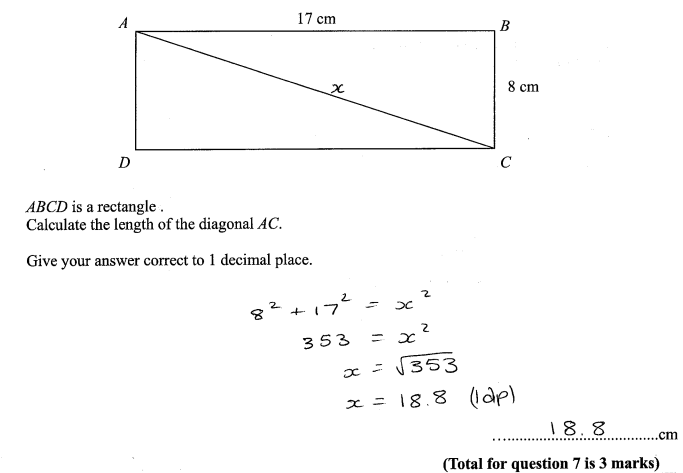 17 cm
A
B
x
8 cm
D
C
ABCD is a rectangle .
Calculate the length of the diagonal AC.
Give your answer correct to 1 decimal place.
8² + 17² = x²
353 = x²
x = √353
x = 18.8 (1dp)
18.8 cm
(Total for question 7 is 3 marks)